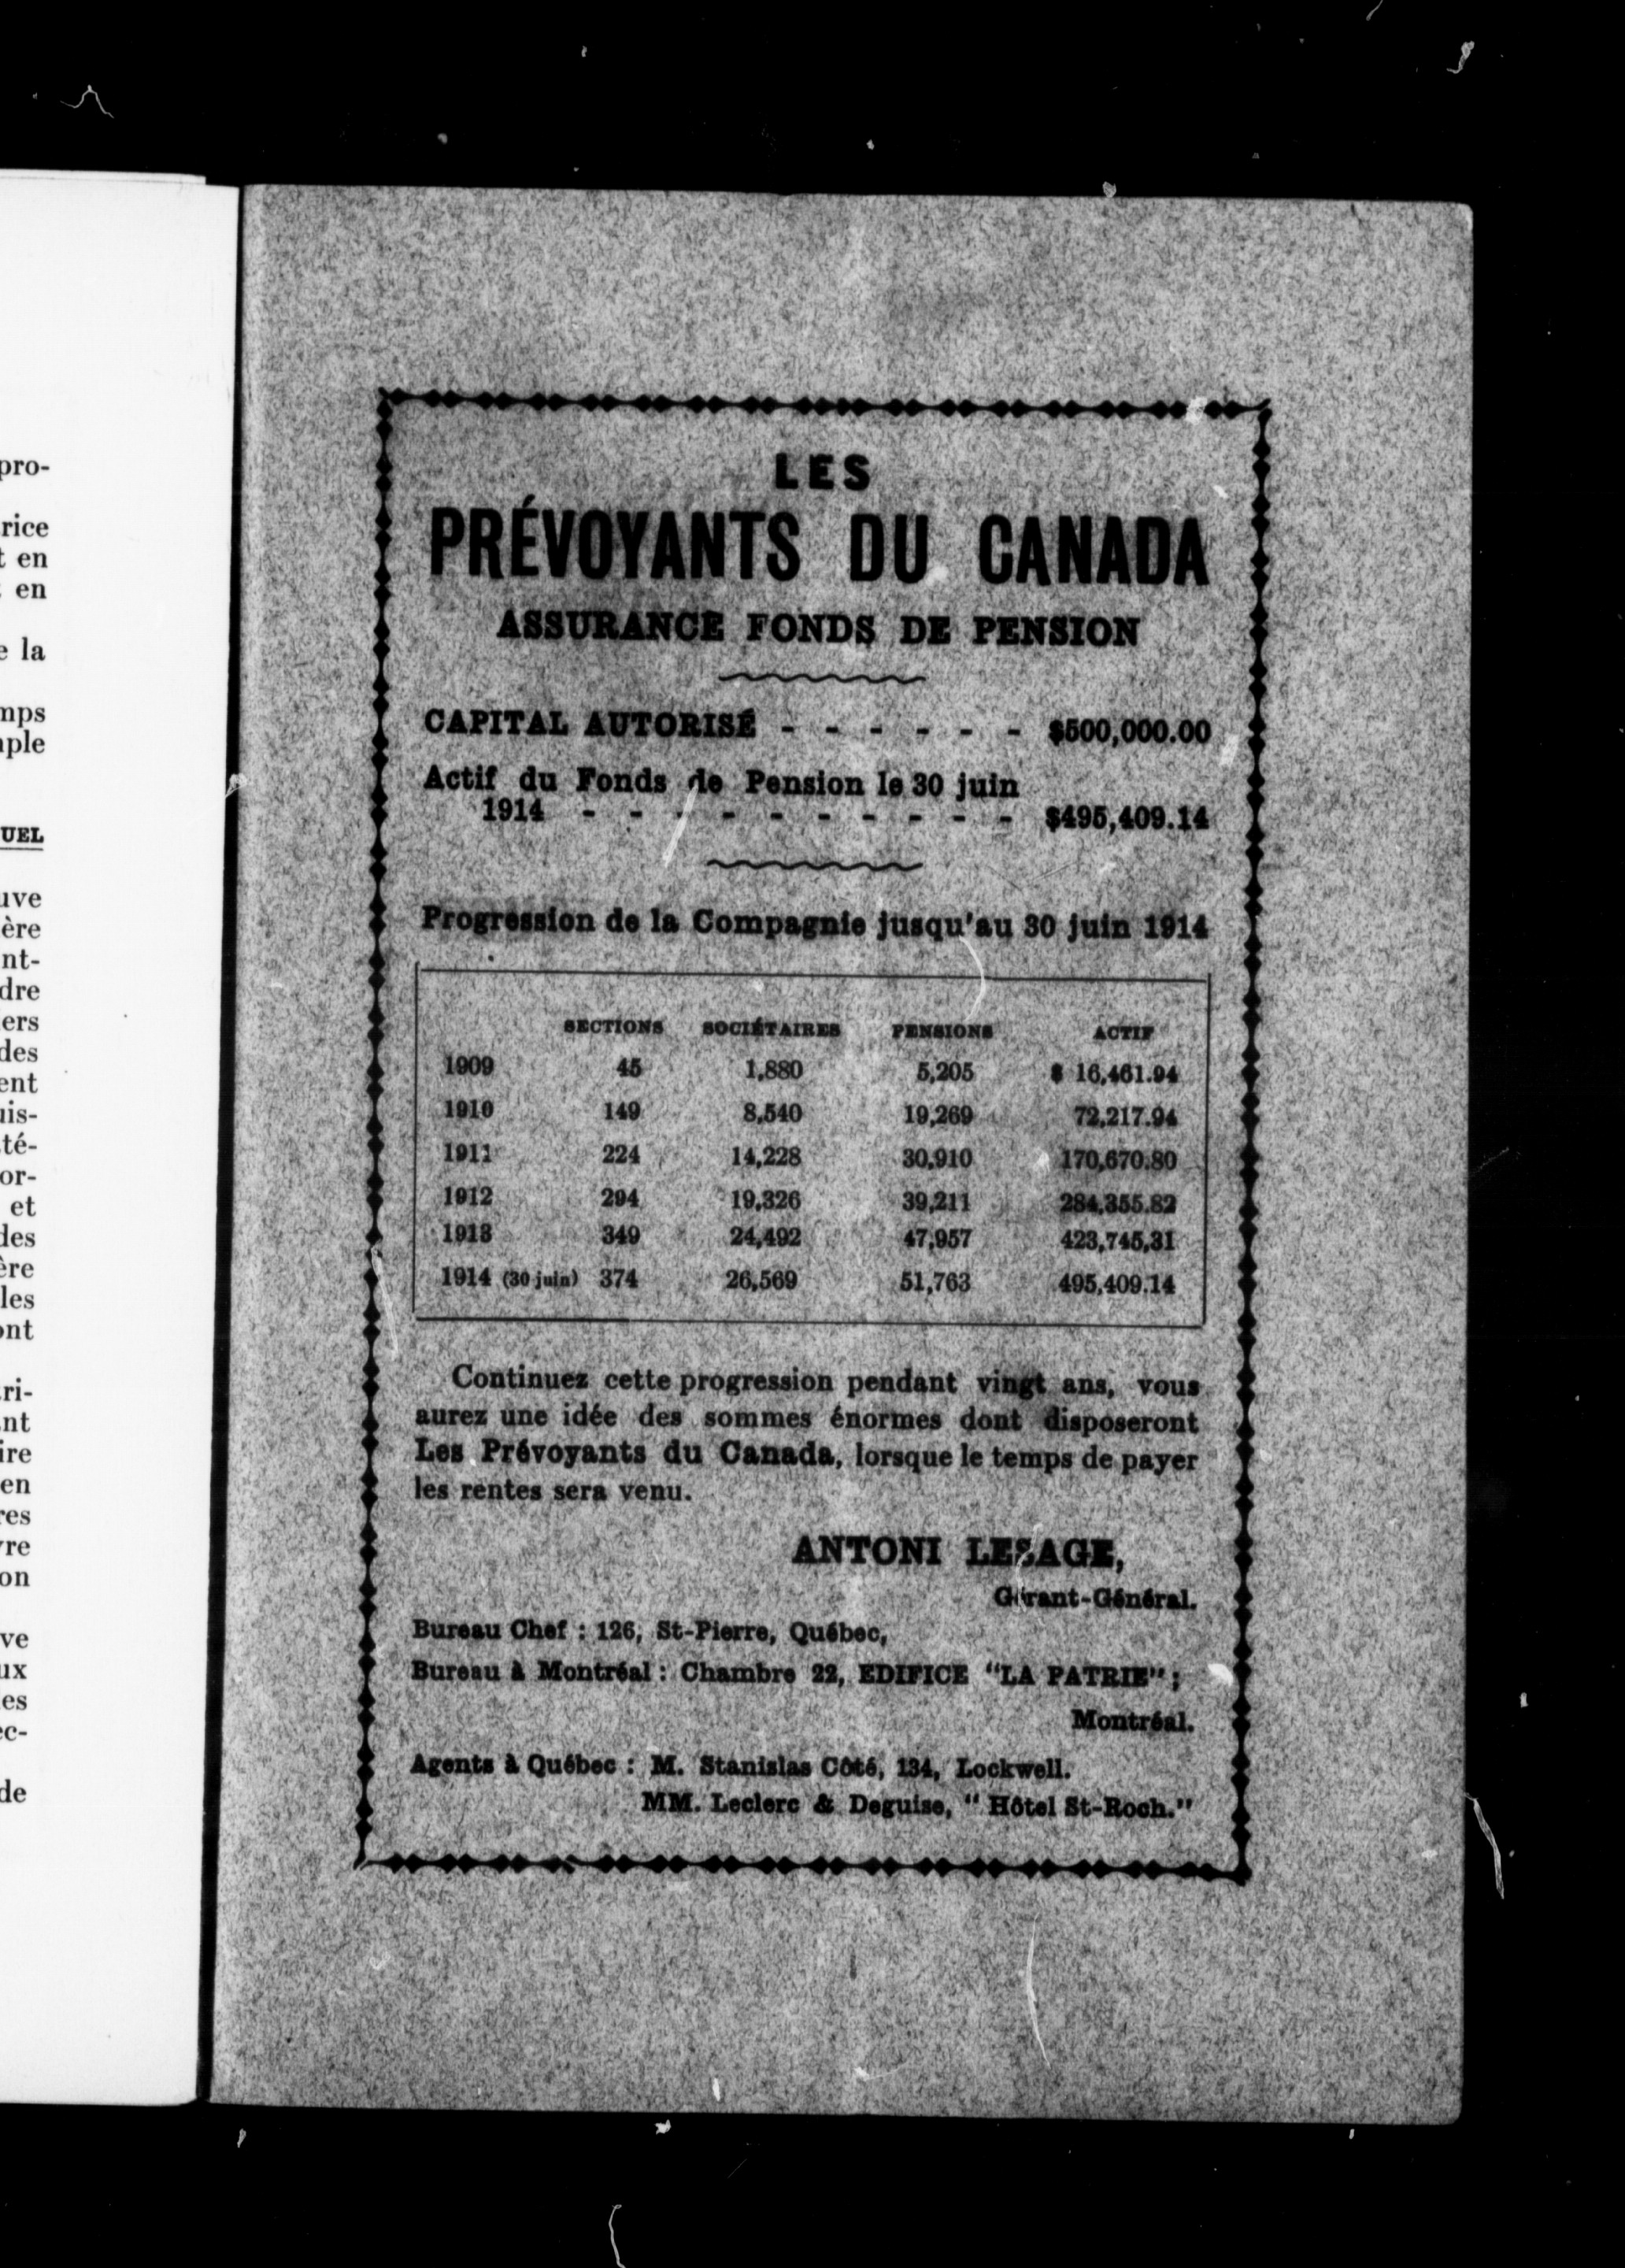 pro-
rice
t en
en
e la
mps
uple
UEL
uve
ère
nt-
dre
ers
des
ent
uis-
té-
or-
et
des
ère
les
ont
ri-
nt
ire
en
res
re
on
ve
ux
es
ec-
de
LES
PRÉVOYANTS DU CANADA
ASSURANCE FONDS DE PENSION
CAPITAL AUTORISÉ - - - - - - $500,000.00
Actif du Fonds de Pension le 30 juin
1914 - - - - - - - - - - $495,409.14
Progression de la Compagnie jusqu'au 30 juin 1914
SECTIONS SOCIÉTAIRES PENSIONS ACTIF
1909 45 1,880 5,205 $ 16,461.94
1910 149 8,540 19,269 72,217.94
1911 224 14,228 30,910 170,670.80
1912 294 19,326 39,211 284,355.82
1913 349 24,492 47,957 423,745,31
1914 (30 juin) 374 26,569 51,763 495,409.14
Continuez cette progression pendant vingt ans, vous
aurez une idée des sommes énormes dont disposeront
Les Prévoyants du Canada, lorsque le temps de payer
les rentes sera venu.
ANTONI LESAGE,
Gérant-Général.
Bureau Chef : 126, St-Pierre, Québec,
Bureau à Montréal : Chambre 22, EDIFICE "LA PATRIE" ;
Montréal.
Agents à Québec : M. Stanislas Côté, 134, Lockwell.
MM. Leclerc & Deguise, " Hôtel St-Roch."